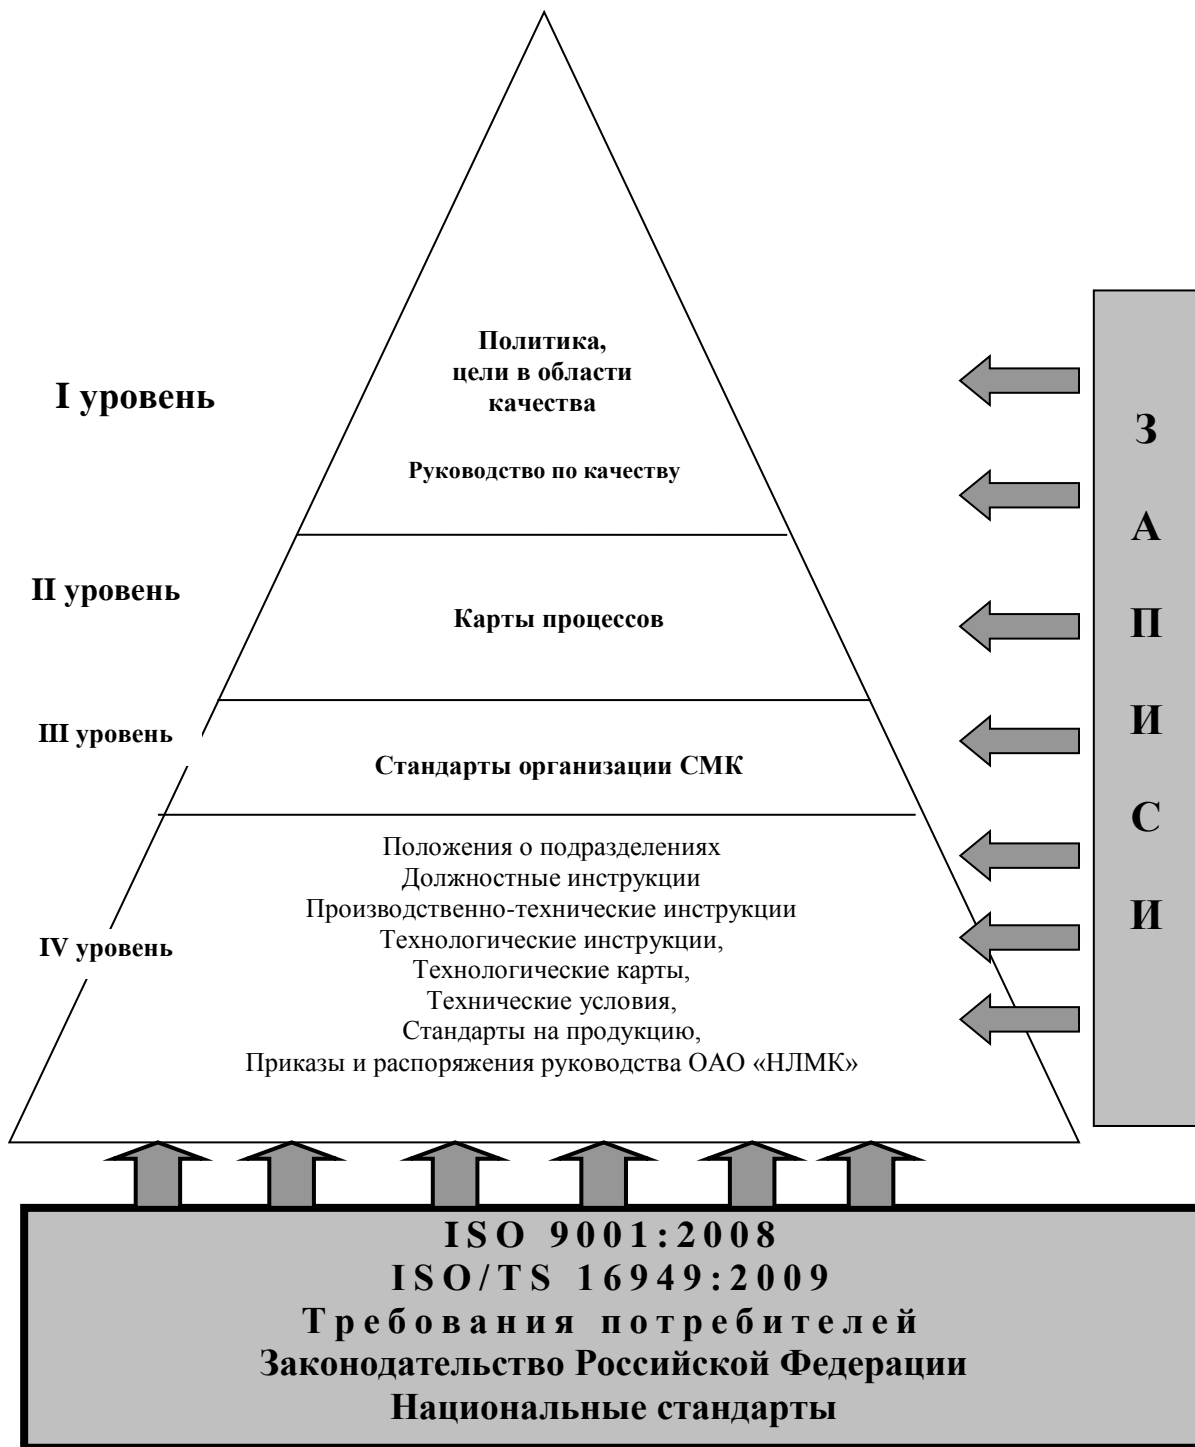 Политика,
цели в области
качества
I уровень
Руководство по качеству
II уровень
Карты процессов
III уровень
Стандарты организации СМК
Положения о подразделениях
Должностные инструкции
Производственно-технические инструкции
IV уровень
Технологические инструкции,
Технологические карты,
Технические условия,
Стандарты на продукцию,
Приказы и распоряжения руководства ОАО «НЛМК»
З
А
П
И
С
И
ISO 9001:2008
ISO/TS 16949:2009
Требования потребителей
Законодательство Российской Федерации
Национальные стандарты